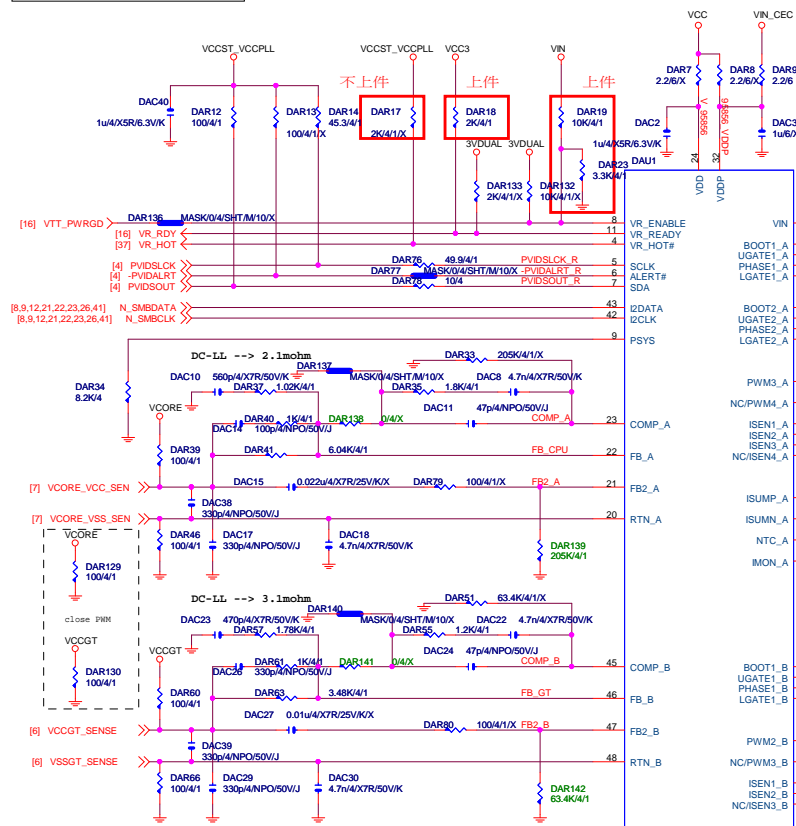 VCC
VIN_CEC
VCCST_VCCPLL
VCCST_VCCPLL
VCC3
VIN
不上件
上件
上件
DAC40
1u/4/X5R/6.3V/K
DAR12
100/4/1
DAR13
100/4/1/X
DAR14
45.3/4/1
DAR17
2K/4/1/X
DAR18
2K/4/1
DAR19
10K/4/1
DAR7
2.2/6/X
DAR8
2.2/6/X
DAR9
2.2/6
DAC2
1u/4/X5R/6.3V/K
V_95856
95856_VDDP
DAC3
1u/6/X
3VDUAL
3VDUAL
DAR133
2K/4/1/X
DAR132
10K/4/1/X
DAR23
3.3K/4/1
DAU1
24
32
VDD
VDDP
[16] VTT_PWRGD
DAR136
MASK/0/4/SHT/M/10/X
8 VR_ENABLE
VIN
[16] VR_RDY
11 VR_READY
[37] VR_HOT
4 VR_HOT#
BOOT1_A
UGATE1_A
PHASE1_A
LGATE1_A
[4] PVIDSLCK
DAR76
49.9/4/1
PVIDSLCK_R
5 SCLK
[4] -PVIDALRT
DAR77
MASK/0/4/SHT/M/10/X
-PVIDALRT_R
6 ALERT#
[4] PVIDSOUT
DAR78
10/4
PVIDSOUT_R
7 SDA
[8,9,12,21,22,23,26,41] N_SMBDATA
43 I2DATA
[8,9,12,21,22,23,26,41] N_SMBCLK
42 I2CLK
BOOT2_A
UGATE2_A
PHASE2_A
LGATE2_A
9 PSYS
DAR34
8.2K/4
DC-LL --> 2.1mohm
DAR33
205K/4/1/X
DAR137
MASK/0/4/SHT/M/10/X
DAC10
560p/4/X7R/50V/K
DAR37
1.02K/4/1
DAR35
1.8K/4/1
DAC8
4.7n/4/X7R/50V/K
PWM3_A
NC/PWM4_A
VCORE
DAC14
100p/4/NPO/50V/J
DAR40
1K/4/1
DAR138
0/4/X
DAC11
47p/4/NPO/50V/J
COMP_A
23 COMP_A
ISEN1_A
ISEN2_A
ISEN3_A
NC/ISEN4_A
DAR39
100/4/1
DAR41
6.04K/4/1
FB_CPU
22 FB_A
[7] VCORE_VCC_SEN
DAC15
0.022u/4/X7R/25V/K/X
DAR79
100/4/1/X
FB2_A
21 FB2_A
ISUMP_A
DAC38
330p/4/NPO/50V/J
[7] VCORE_VSS_SEN
20 RTN_A
ISUMN_A
NTC_A
IMON_A
VCORE
DAR46
100/4/1
DAC17
330p/4/NPO/50V/J
DAC18
4.7n/4/X7R/50V/K
DAR139
205K/4/1
DAR129
100/4/1
close PWM
VCCGT
DAR130
100/4/1
DC-LL --> 3.1mohm
DAR51
63.4K/4/1/X
DAR140
MASK/0/4/SHT/M/10/X
DAC23
470p/4/X7R/50V/K
DAR57
1.78K/4/1
DAR55
1.2K/4/1
DAC22
4.7n/4/X7R/50V/K
VCCGT
DAC26
330p/4/NPO/50V/J
DAR61
1K/4/1
DAR141
0/4/X
DAC24
47p/4/NPO/50V/J
COMP_B
45 COMP_B
BOOT1_B
UGATE1_B
PHASE1_B
LGATE1_B
DAR60
100/4/1
DAR63
3.48K/4/1
FB_GT
46 FB_B
[6] VCCGT_SENSE
DAC27
0.01u/4/X7R/25V/K/X
DAR80
100/4/1/X
FB2_B
47 FB2_B
PWM2_B
DAC39
330p/4/NPO/50V/J
[6] VSSGT_SENSE
48 RTN_B
NC/PWM3_B
DAR66
100/4/1
DAC29
330p/4/NPO/50V/J
DAC30
4.7n/4/X7R/50V/K
DAR142
63.4K/4/1
ISEN1_B
ISEN2_B
NC/ISEN3_B